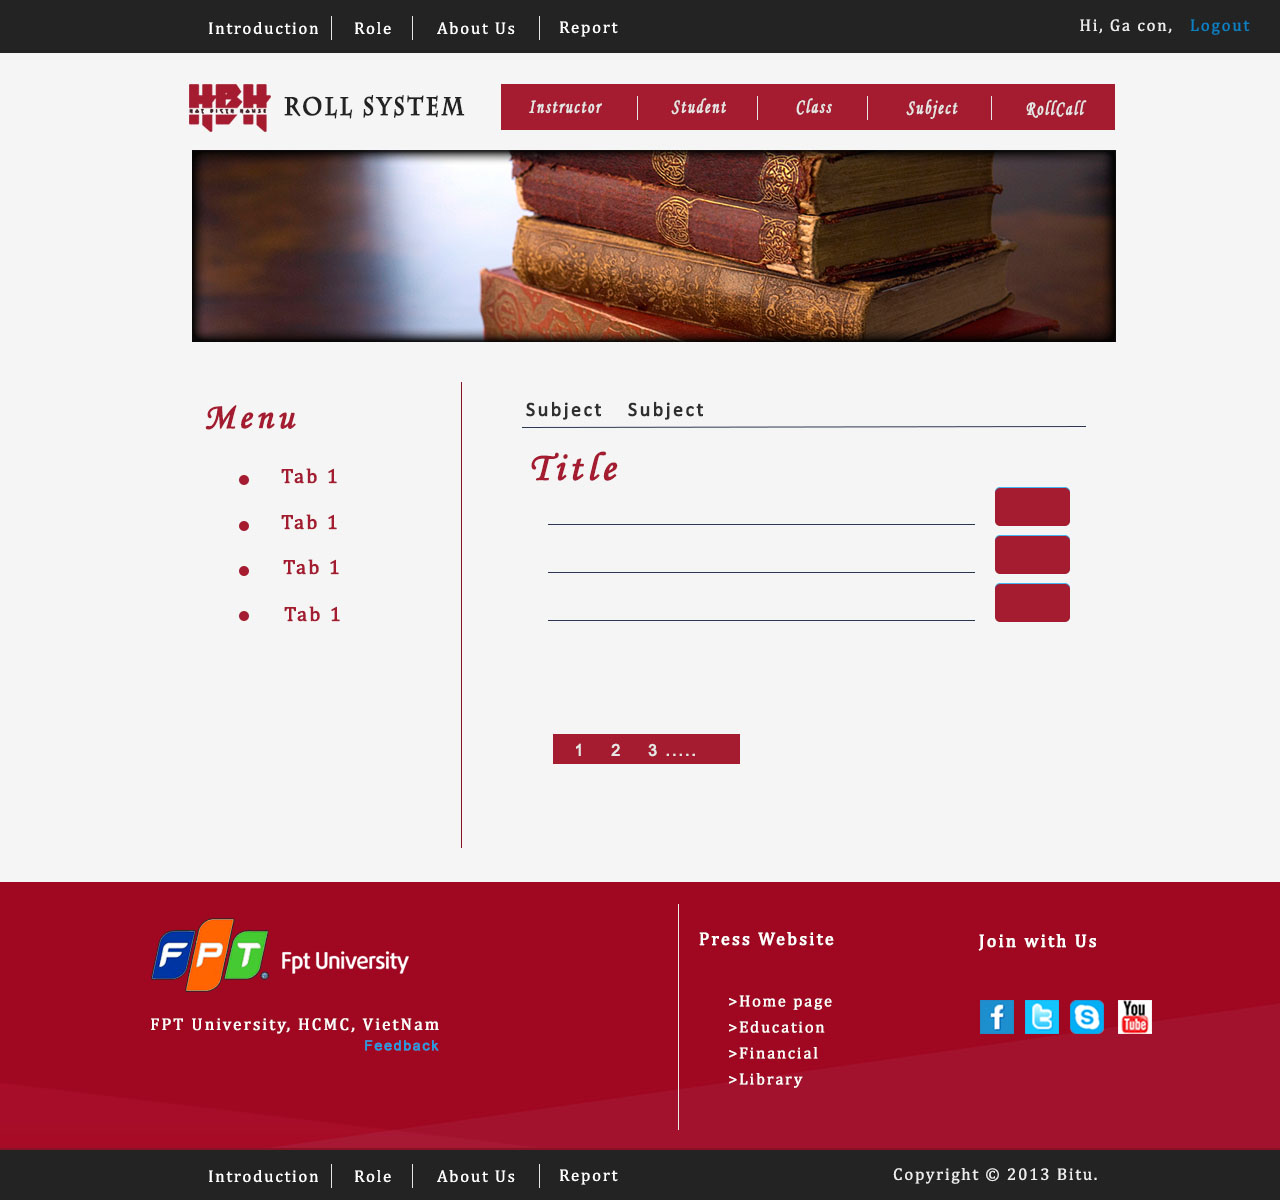 Introduction Role About Us Report Hi, Ga con, Logout
HBH ROLL SYSTEM Instructor Student Class Subject RollCall
Menu
Tab 1
Tab 1
Tab 1
Tab 1
Subject Subject
Title
1 2 3 .....
FPT Fpt University
FPT University, HCMC, VietNam
Feedback
Press Website
>Home page
>Education
>Financial
>Library
Join with Us
f t S You Tube
Introduction Role About Us Report Copyright © 2013 Bitu.